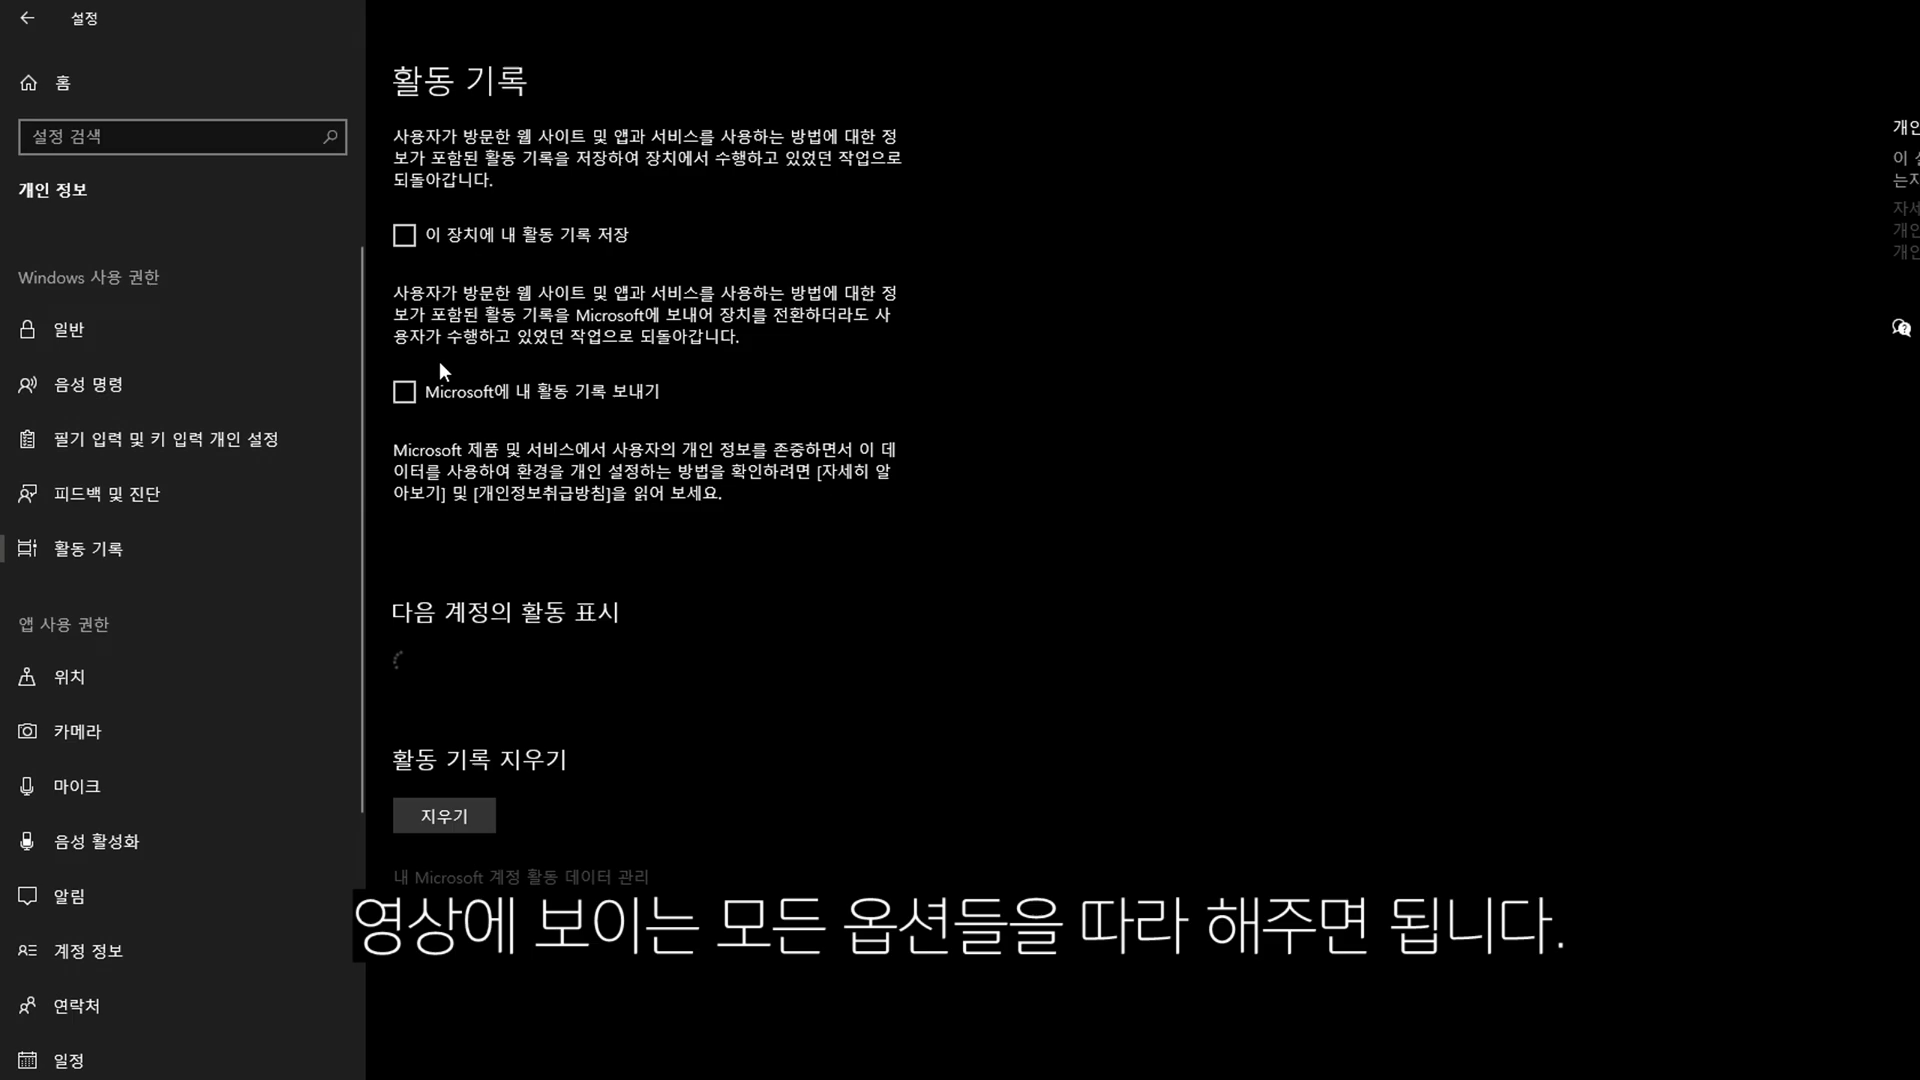 설정
홈
설정 검색
개인 정보
Windows 사용 권한
일반
음성 명령
필기 입력 및 키 입력 개인 설정
피드백 및 진단
활동 기록
앱 사용 권한
위치
카메라
마이크
음성 활성화
알림
계정 정보
연락처
일정
활동 기록
사용자가 방문한 웹 사이트 및 앱과 서비스를 사용하는 방법에 대한 정
보가 포함된 활동 기록을 저장하여 장치에서 수행하고 있었던 작업으로
되돌아갑니다.
이 장치에 내 활동 기록 저장
사용자가 방문한 웹 사이트 및 앱과 서비스를 사용하는 방법에 대한 정
보가 포함된 활동 기록을 Microsoft에 보내어 장치를 전환하더라도 사
용자가 수행하고 있었던 작업으로 되돌아갑니다.
Microsoft에 내 활동 기록 보내기
Microsoft 제품 및 서비스에서 사용자의 개인 정보를 존중하면서 이 데
이터를 사용하여 환경을 개인 설정하는 방법을 확인하려면 [자세히 알
아보기] 및 [개인정보취급방침]을 읽어 보세요.
다음 계정의 활동 표시
활동 기록 지우기
지우기
내 Microsoft 계정 활동 데이터 관리
영상에 보이는 모든 옵션들을 따라 해주면 됩니다.
개인
이
는지
자세
개인
개인